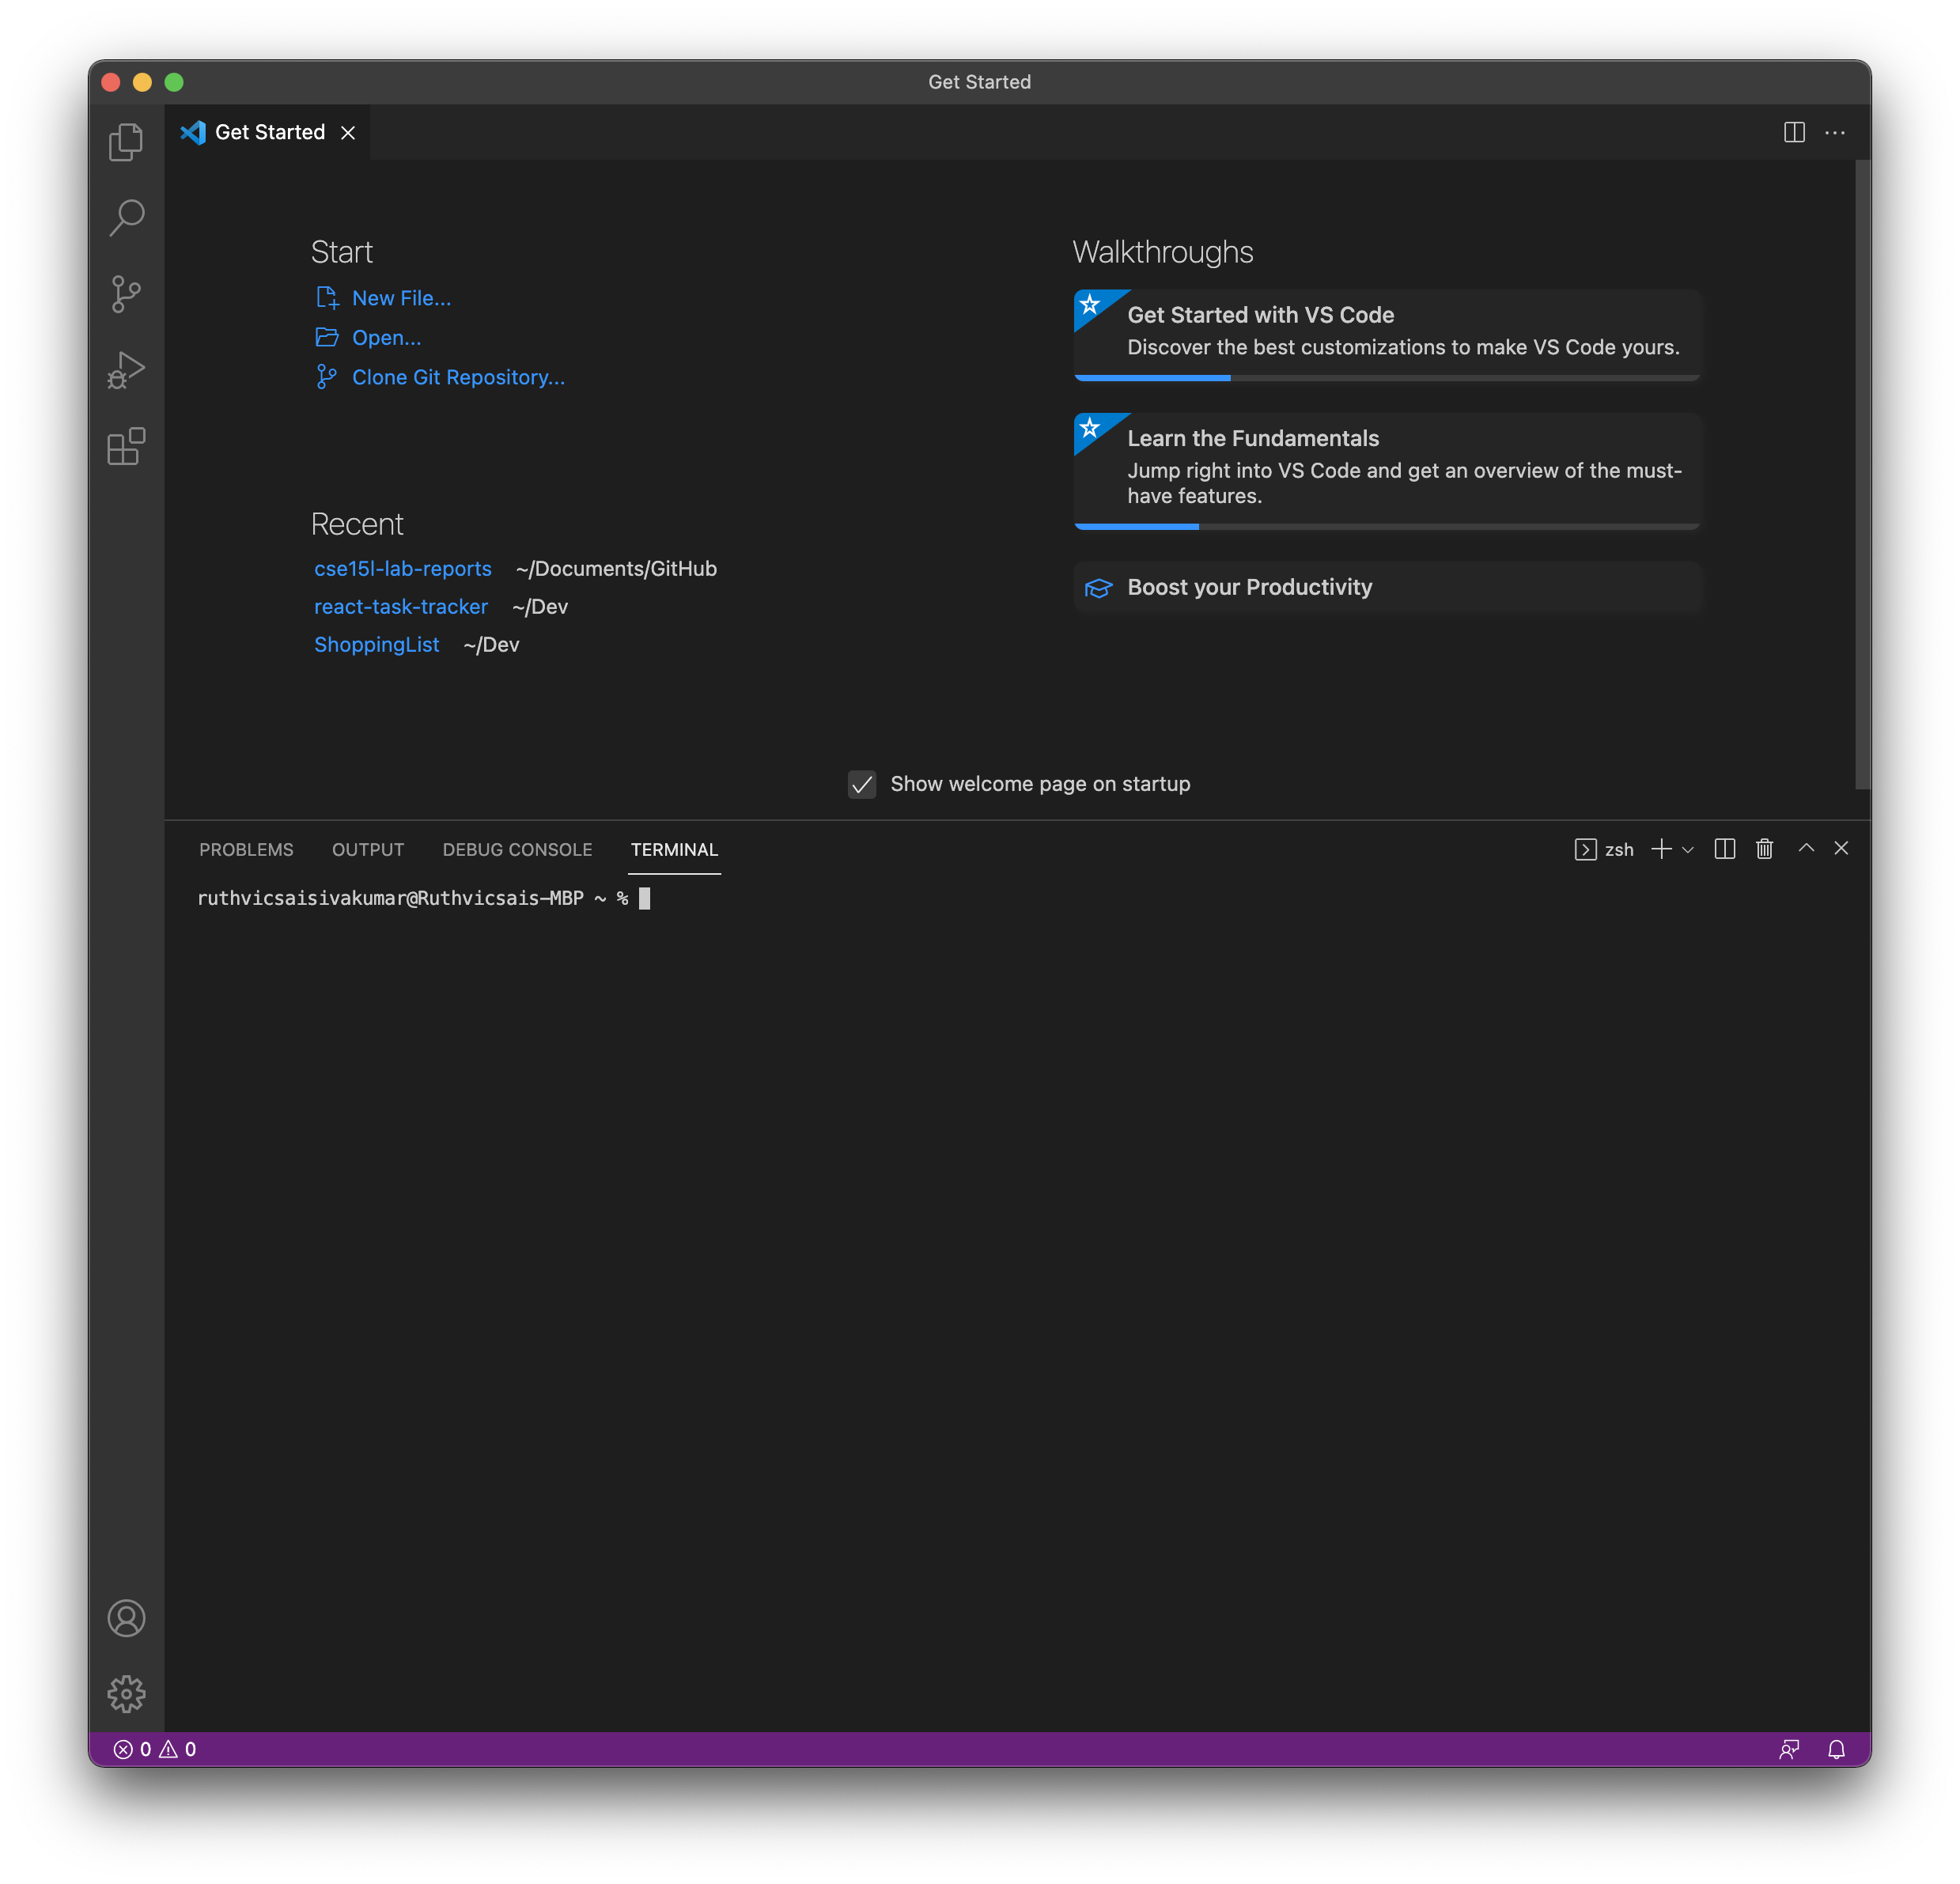 Get Started
Get Started
Start
New File...
Open...
Clone Git Repository...
Recent
cse15l-lab-reports ~/Documents/GitHub
react-task-tracker ~/Dev
ShoppingList ~/Dev
Walkthroughs
Get Started with VS Code
Discover the best customizations to make VS Code yours.
Learn the Fundamentals
Jump right into VS Code and get an overview of the must-
have features.
Boost your Productivity
Show welcome page on startup
PROBLEMS OUTPUT DEBUG CONSOLE TERMINAL zsh
ruthvicsaisivakumar@Ruthvicsais-MBP ~ %
0 0